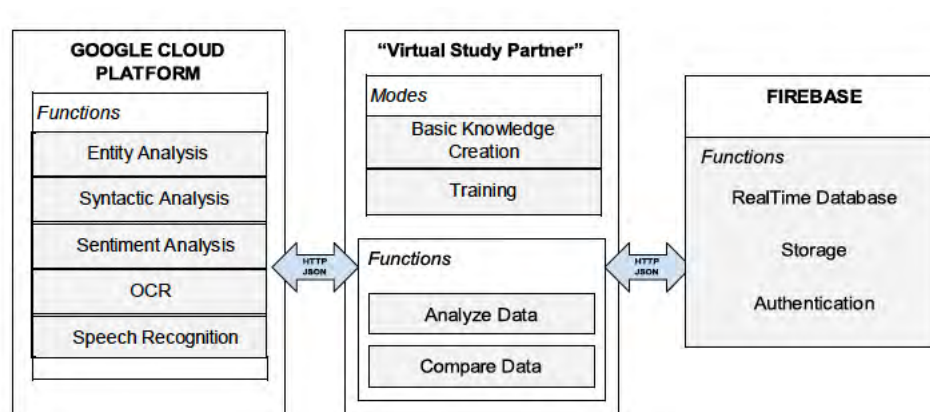 GOOGLE CLOUD
PLATFORM
Functions
Entity Analysis
Syntactic Analysis
Sentiment Analysis
OCR
Speech Recognition
HTTP
JSON
“Virtual Study Partner”
Modes
Basic Knowledge
Creation
Training
Functions
Analyze Data
Compare Data
HTTP
JSON
FIREBASE
Functions
RealTime Database
Storage
Authentication